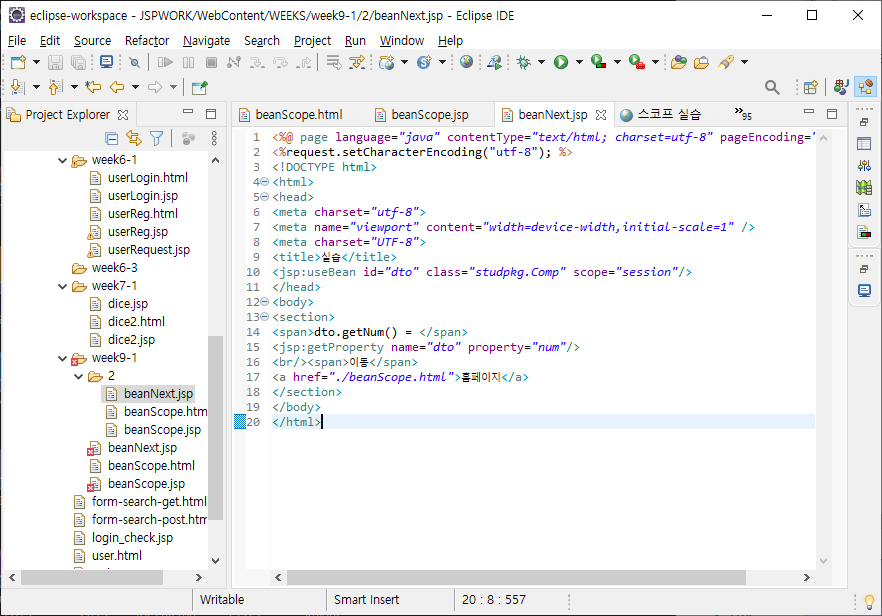 eclipse-workspace - JSPWORK/WebContent/WEEKS/week9-1/2/beanNext.jsp - Eclipse IDE
File Edit Source Refactor Navigate Search Project Run Window Help
Project Explorer
week6-1
userLogin.html
userLogin.jsp
userReg.html
userReg.jsp
userRequest.jsp
week6-3
week7-1
dice.jsp
dice2.html
dice2.jsp
week9-1
2
beanNext.jsp
beanScope.htm
beanScope.jsp
beanNext.jsp
beanScope.html
beanScope.jsp
form-search-get.html
form-search-post.htm
login_check.jsp
user.html
beanScope.html beanScope.jsp beanNext.jsp 스코프 실습 »95
1 <%@ page language="java" contentType="text/html; charset=utf-8" pageEncoding="
2 <%request.setCharacterEncoding("utf-8"); %>
3 <!DOCTYPE html>
4 <html>
5 <head>
6 <meta charset="utf-8">
7 <meta name="viewport" content="width=device-width,initial-scale=1" />
8 <meta charset="UTF-8">
9 <title>실습</title>
10 <jsp:useBean id="dto" class="studpkg.Comp" scope="session"/>
11 </head>
12 <body>
13 <section>
14 <span>dto.getNum() = </span>
15 <jsp:getProperty name="dto" property="num"/>
16 <br/><span>이동</span>
17 <a href="./beanScope.html">홈페이지</a>
18 </section>
19 </body>
20 </html>
Writable Smart Insert 20 : 8 : 557